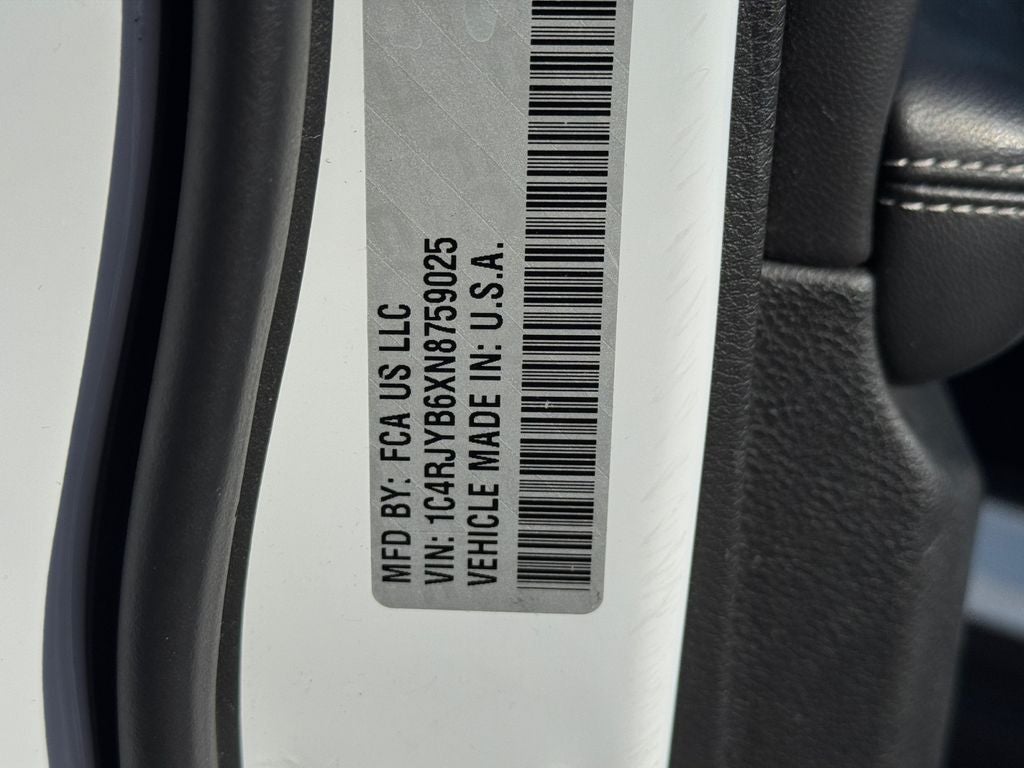 MFD BY: FCA US LLC
VIN: 1C4RJYB6XN8759025
VEHICLE MADE IN: U.S.A.